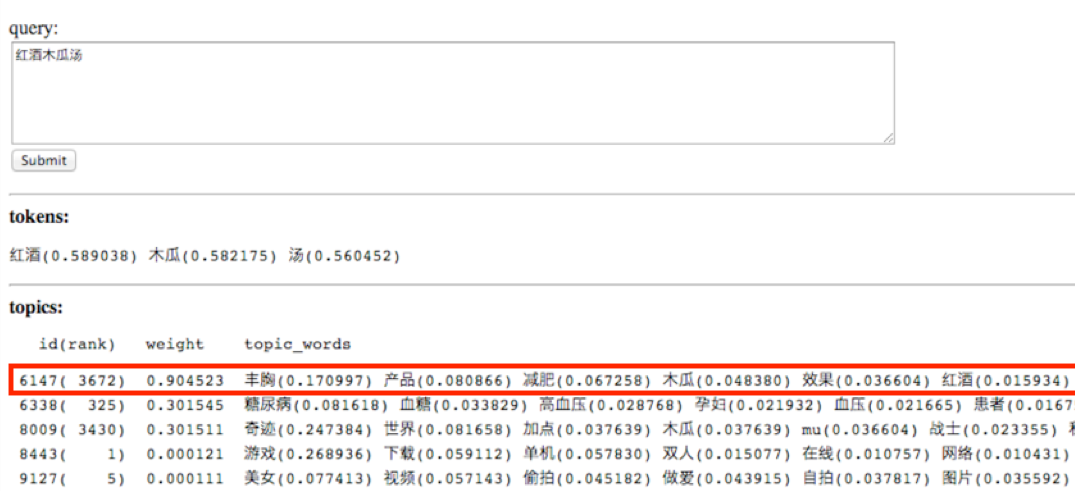 query:
红酒木瓜汤
Submit
tokens:
红酒(0.589038) 木瓜(0.582175) 汤(0.560452)
topics:
id(rank) weight topic_words
6147( 3672) 0.904523 丰胸(0.170997) 产品(0.080866) 减肥(0.067258) 木瓜(0.048380) 效果(0.036604) 红酒(0.015934)
6338( 325) 0.301545 糖尿病(0.081618) 血糖(0.033829) 高血压(0.028768) 孕妇(0.021932) 血压(0.021665) 患者(0.0167
8009( 3430) 0.301511 奇迹(0.247384) 世界(0.081658) 加点(0.037639) 木瓜(0.037639) mu(0.036604) 战士(0.023355)
8443( 1) 0.000121 游戏(0.268936) 下载(0.059112) 单机(0.057830) 双人(0.015077) 在线(0.010757) 网络(0.010431)
9127( 5) 0.000111 美女(0.077413) 视频(0.057143) 偷拍(0.045182) 做爱(0.043915) 自拍(0.037817) 图片(0.035592)